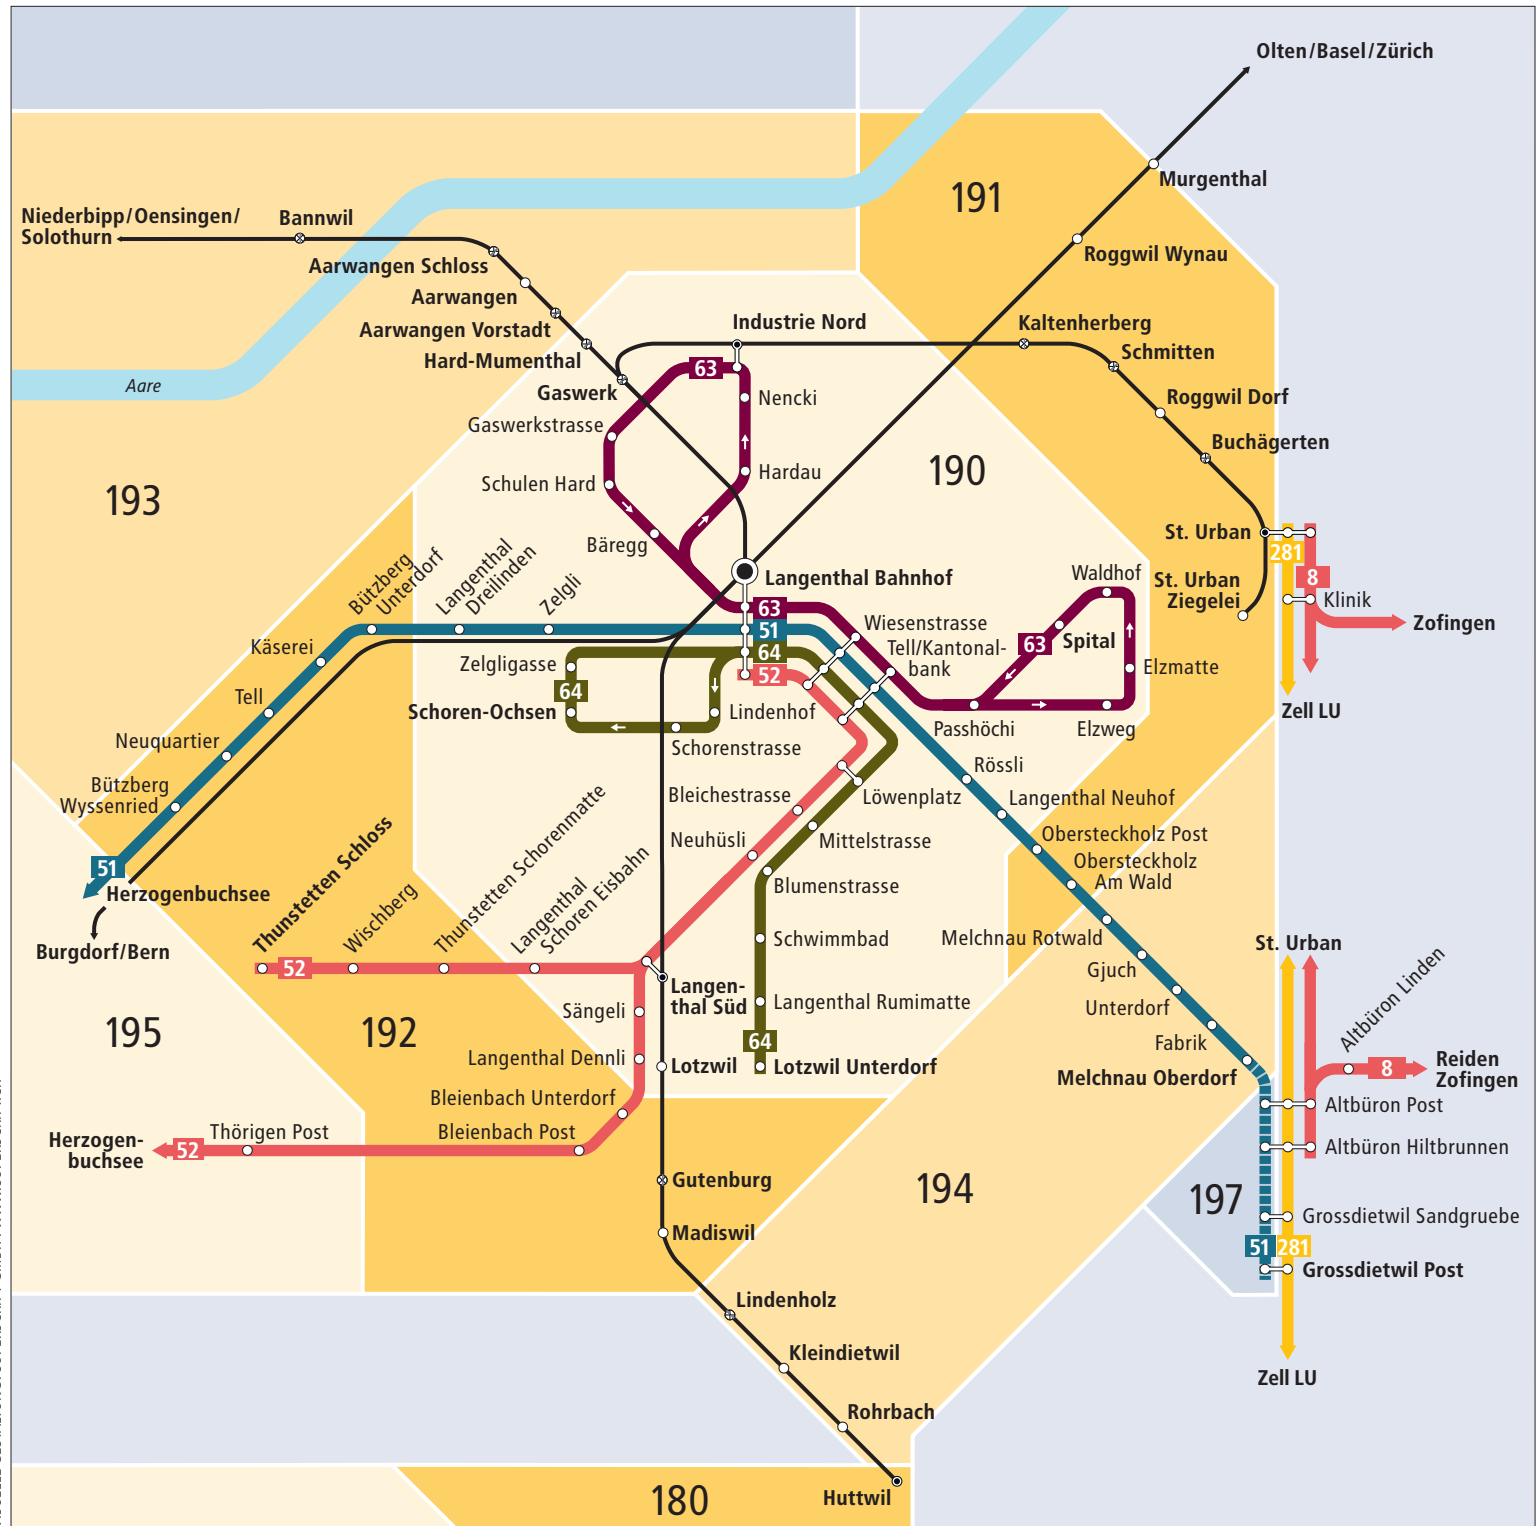 Olten/Basel/Zürich
Murgenthal
191
Niederbipp/Oensingen/
Solothurn
Bannwil
Roggwil Wynau
Aarwangen Schloss
Aarwangen
Aarwangen Vorstadt
Hard-Mumenthal
Gaswerk
Industrie Nord
Kaltenherberg
Schmitten
63
Aare
Nencki
Roggwil Dorf
Gaswerkstrasse
Buchägerten
Schulen Hard
Hardau
190
193
Bäregg
St. Urban
281
8
St. Urban
Ziegelei
Klinik
Zofingen
Zell LU
Langenthal Bahnhof
63
51
64
52
Bützberg
Unterdorf
Langenthal
Dreilinden
Zelgli
Käserei
Tell
Neuquartier
Bützberg
Wyssenried
51
Herzogenbuchsee
Burgdorf/Bern
Zelgligasse
64
Schoren-Ochsen
Lindenhof
Schorenstrasse
Wiesenstrasse
Tell/Kantonal-
bank
Waldhof
63
Spital
Elzmatte
Passhöchi
Elzweg
Rössli
Langenthal Neuhof
Obersteckholz Post
Obersteckholz
Am Wald
Bleichestrasse
Löwenplatz
Neuhüsli
Mittelstrasse
Blumenstrasse
Thunstetten Schloss
Wischberg
Thunstetten Schorenmatte
Langenthal
Schoren Eisbahn
52
Schwimmbad
Melchnau Rotwald
Gjuch
Unterdorf
Fabrik
Melchnau Oberdorf
St. Urban
Altbüron Linden
8
Reiden
Zofingen
Altbüron Post
Altbüron Hiltbrunnen
Langen-
thal Süd
Langenthal Rumimatte
Sängeli
64
195
192
Langenthal Dennli
Lotzwil
Lotzwil Unterdorf
Bleienbach Unterdorf
Bleienbach Post
Thörigen Post
52
Herzogen-
buchsee
Gutenburg
194
197
Grossdietwil Sandgruebe
51
281
Grossdietwil Post
Madiswil
Lindenholz
Kleindietwil
Zell LU
Rohrbach
180
Huttwil